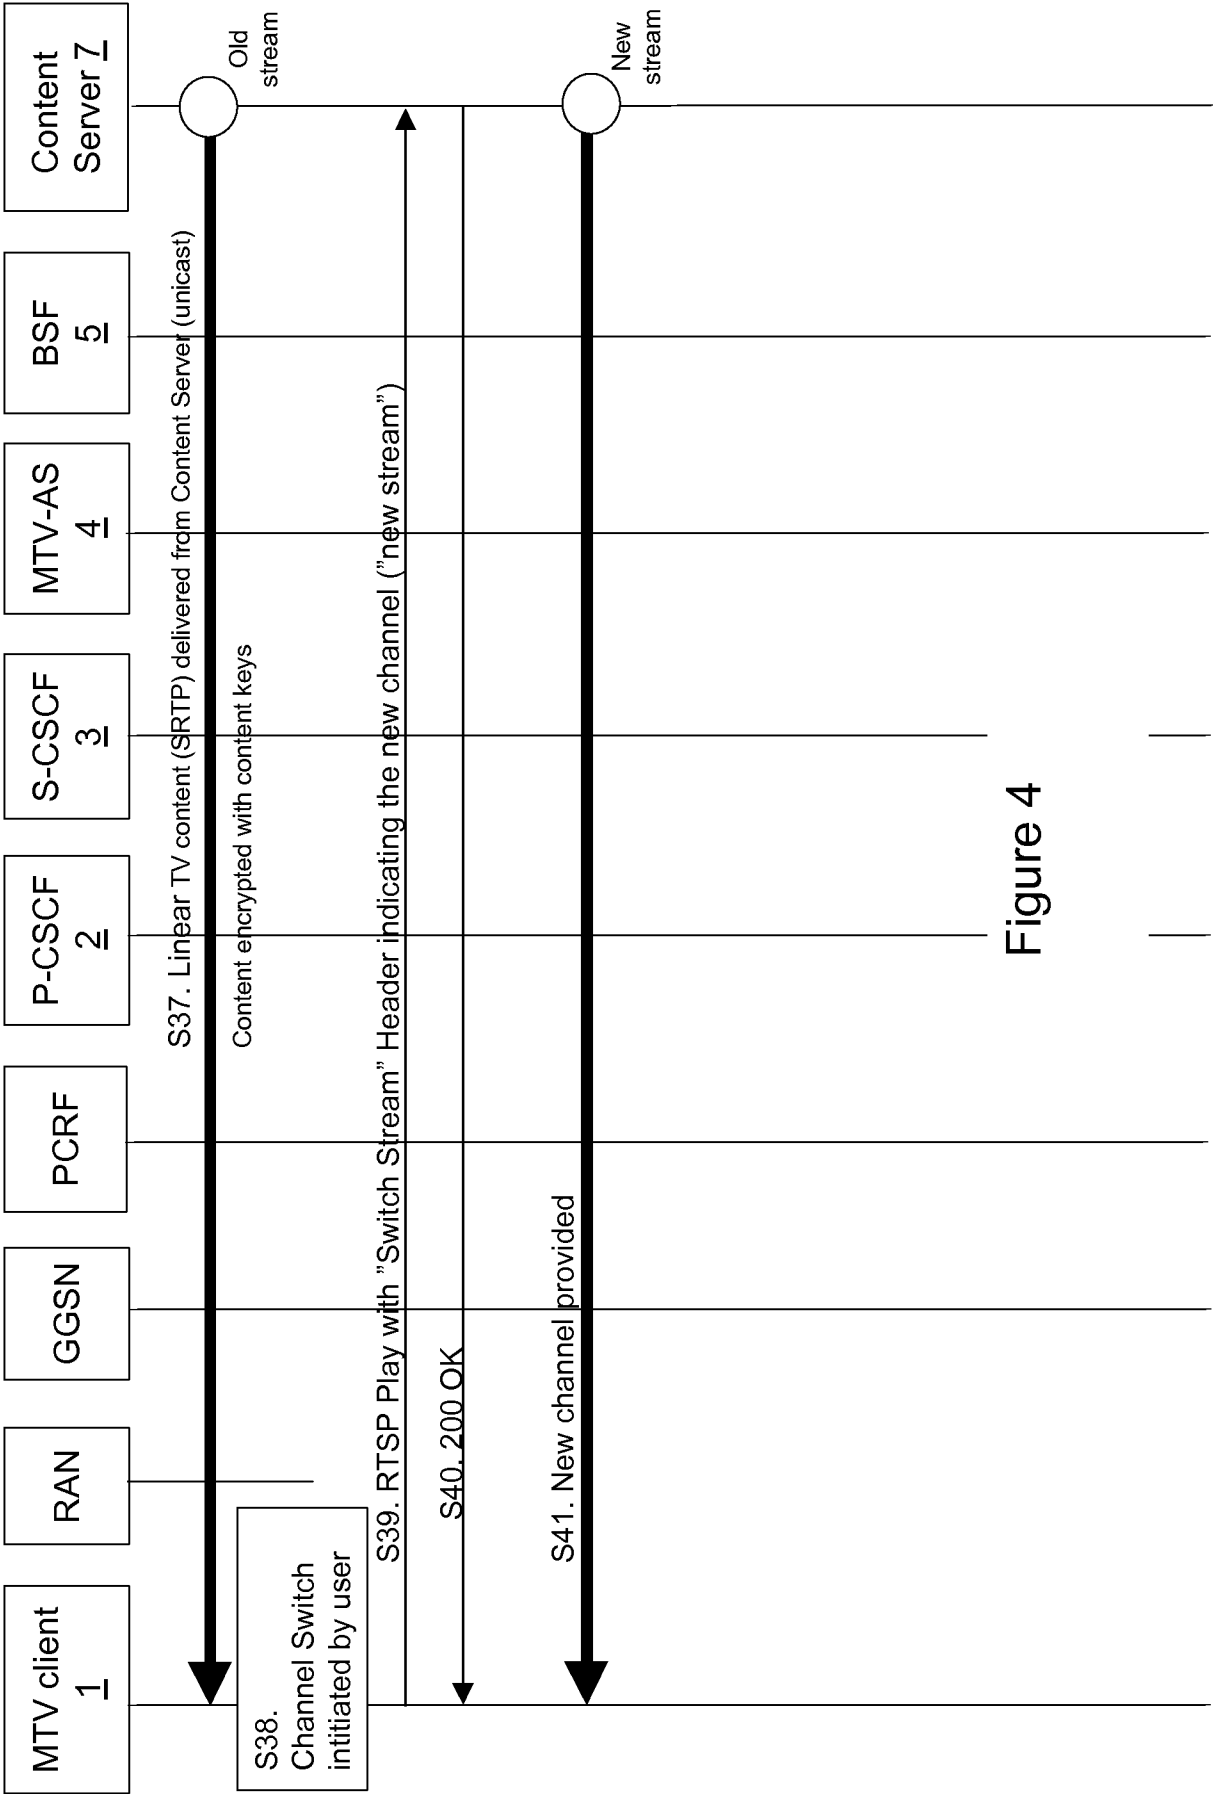 MTV client
1
RAN
GGSN
PCRF
P-CSCF
2
S-CSCF
3
MTV-AS
4
BSF
5
Content
Server 7
S37. Linear TV content (SRTP) delivered from Content Server (unicast)
Old
stream
Content encrypted with content keys
S38.
Channel Switch
intitiated by user
S39. RTSP Play with ”Switch Stream” Header indicating the new channel (”new stream”)
S40. 200 OK
S41. New channel provided
New
stream
Figure 4